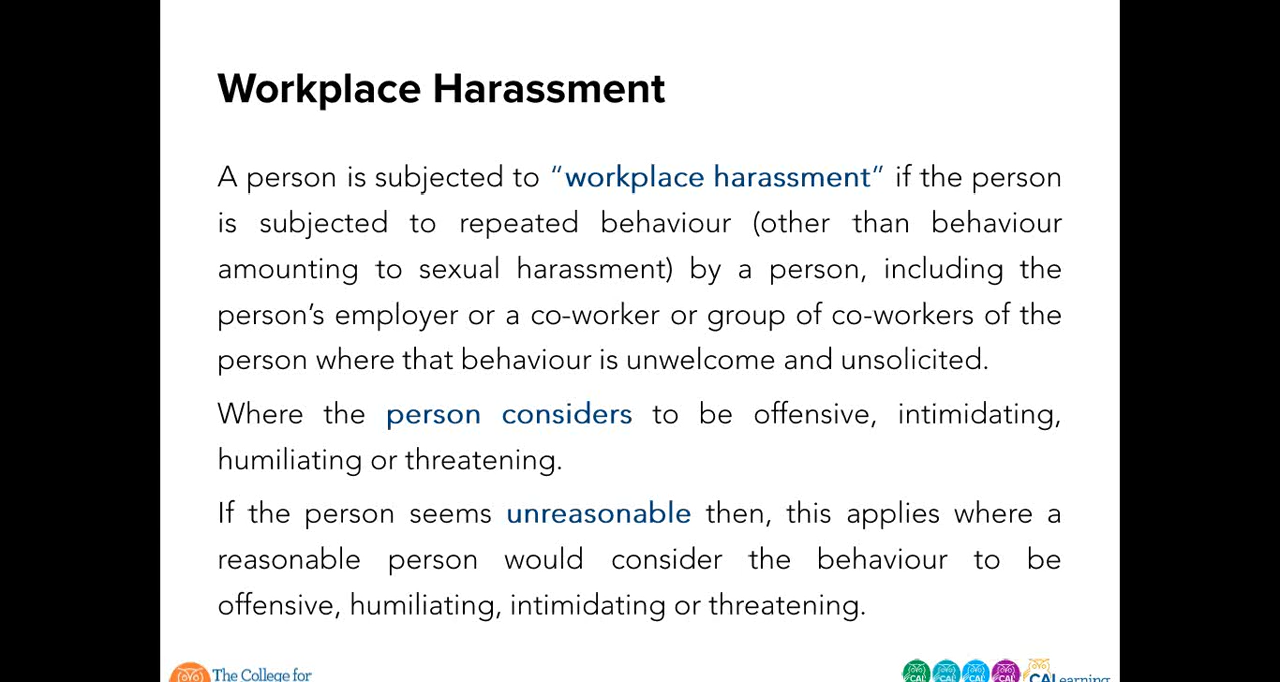 Workplace Harassment
A person is subjected to “workplace harassment” if the person
is subjected to repeated behaviour (other than behaviour
amounting to sexual harassment) by a person, including the
person’s employer or a co-worker or group of co-workers of the
person where that behaviour is unwelcome and unsolicited.
Where the person considers to be offensive, intimidating,
humiliating or threatening.
If the person seems unreasonable then, this applies where a
reasonable person would consider the behaviour to be
offensive, humiliating, intimidating or threatening.
The College for
CAL CAL CAL CAL CALearning